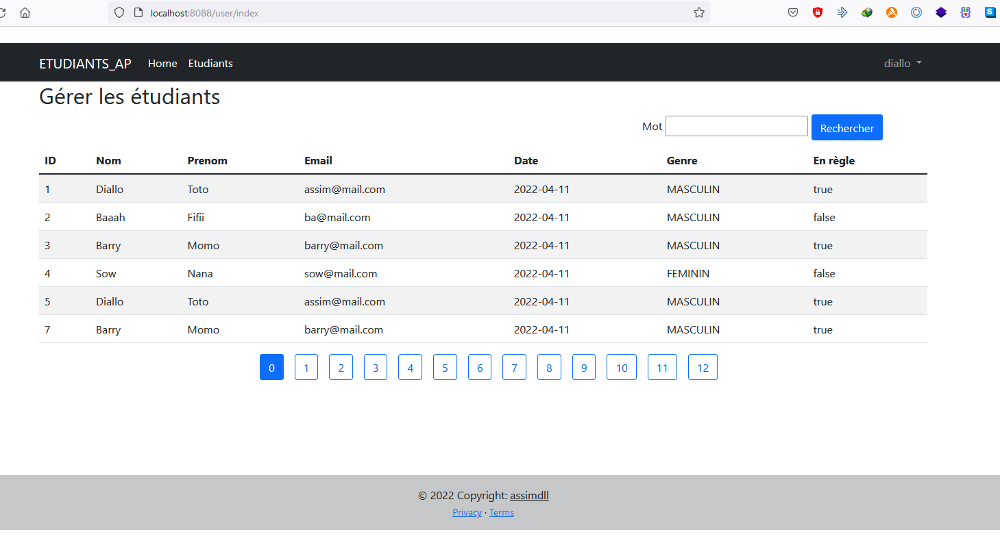 localhost:8088/user/index
ETUDIANTS_AP Home Etudiants diallo
Gérer les étudiants
Mot Rechercher
ID Nom Prenom Email Date Genre En règle
1 Diallo Toto assim@mail.com 2022-04-11 MASCULIN true
2 Baaah Fifii ba@mail.com 2022-04-11 MASCULIN false
3 Barry Momo barry@mail.com 2022-04-11 MASCULIN true
4 Sow Nana sow@mail.com 2022-04-11 FEMININ false
5 Diallo Toto assim@mail.com 2022-04-11 MASCULIN true
7 Barry Momo barry@mail.com 2022-04-11 MASCULIN true
0 1 2 3 4 5 6 7 8 9 10 11 12
© 2022 Copyright: assimdll
Privacy · Terms